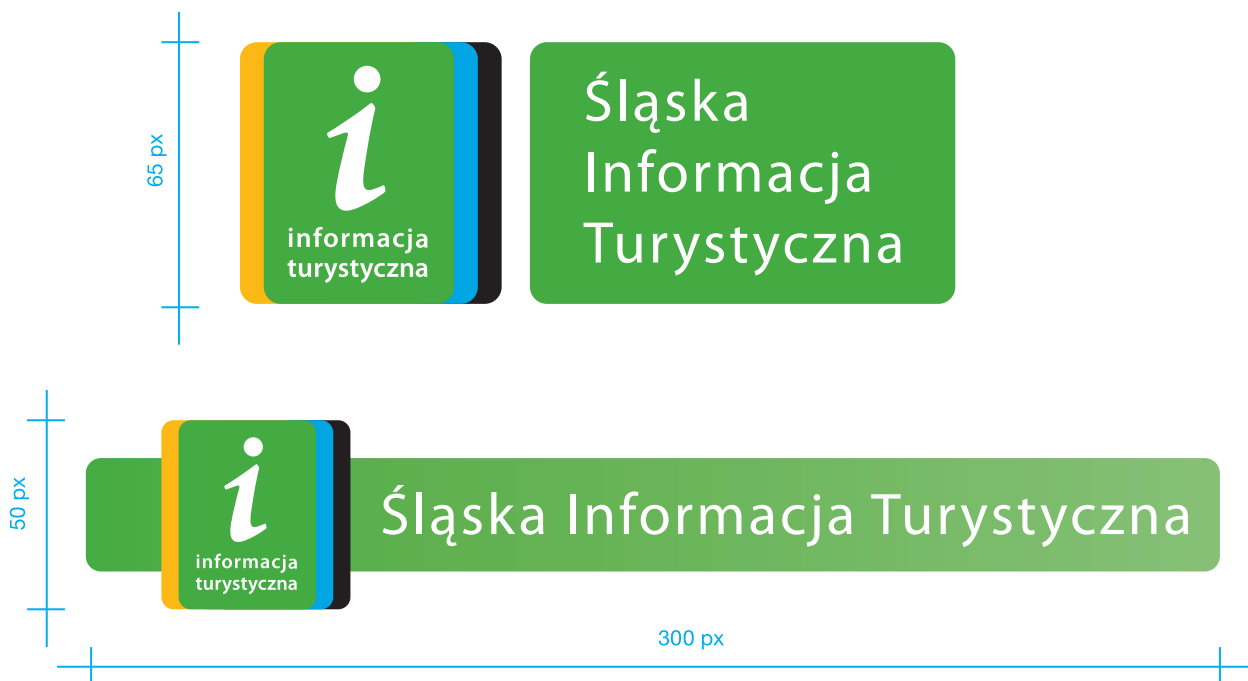 65 px
i
informacja
turystyczna
Śląska
Informacja
Turystyczna
50 px
i
informacja
turystyczna
Śląska Informacja Turystyczna
300 px